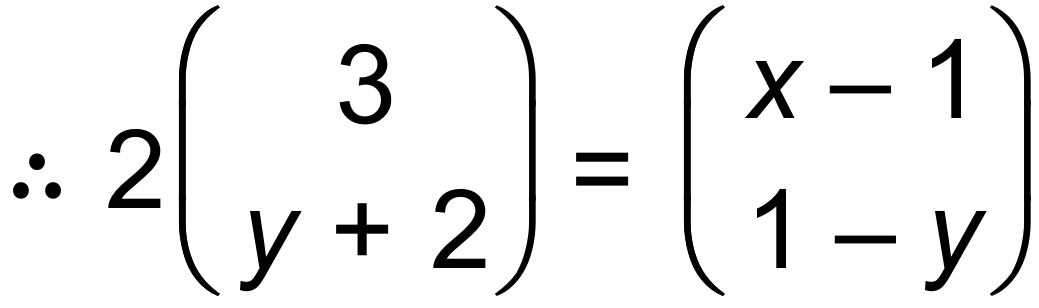 ∴ 2(3
y + 2) = (x – 1
1 – y)